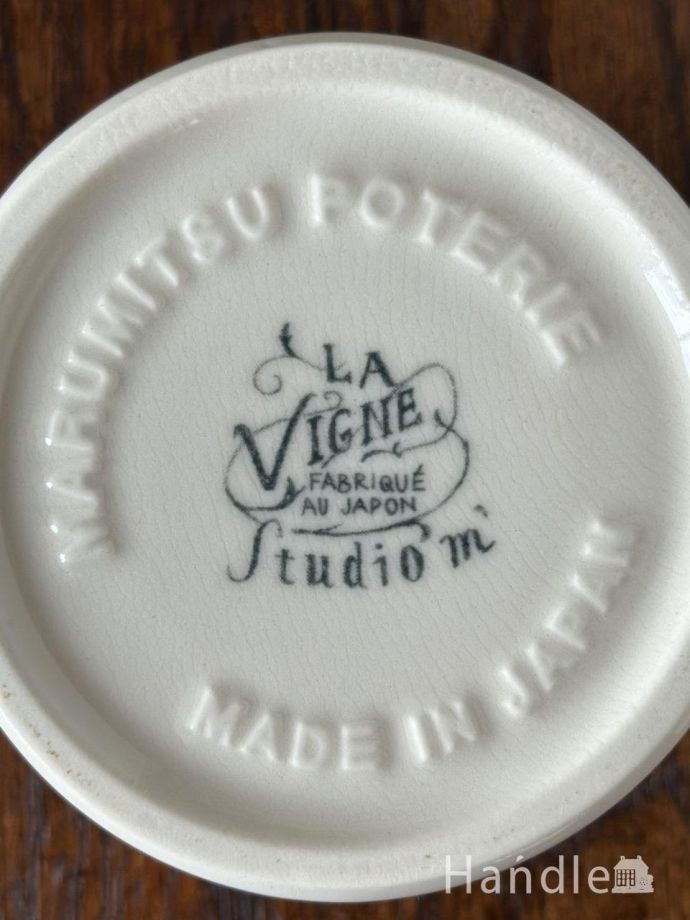 MARUMITSU POTERIE
LA
VIGNE
FABRIQUÉ
AU JAPON
Studio m'
MADE IN JAPAN
Handle